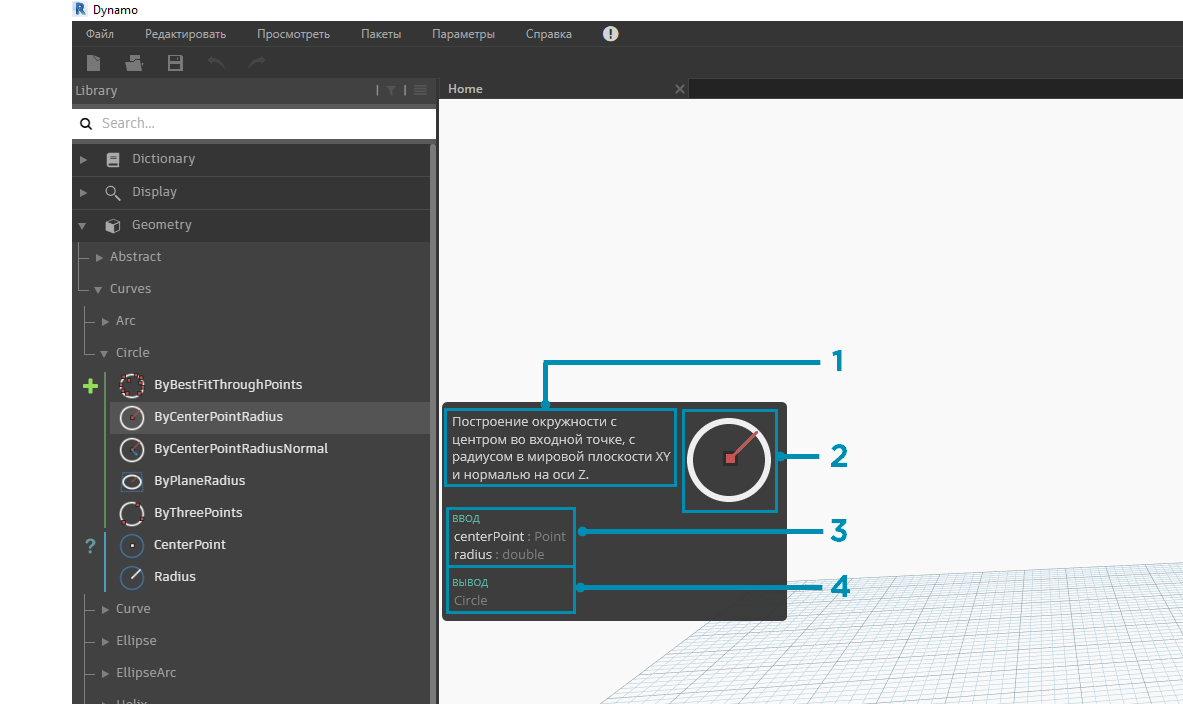 Dynamo
Файл Редактировать Просмотреть Пакеты Параметры Справка
Library
Home
Search...
Dictionary
Display
Geometry
Abstract
Curves
Arc
Circle
ByBestFitThroughPoints
ByCenterPointRadius
ByCenterPointRadiusNormal
ByPlaneRadius
ByThreePoints
CenterPoint
Radius
Curve
Ellipse
EllipseArc
Helix
1
Построение окружности с
центром во входной точке, с
радиусом в мировой плоскости XY
и нормалью на оси Z.
2
ВВОД
centerPoint : Point
radius : double
3
ВЫВОД
Circle
4